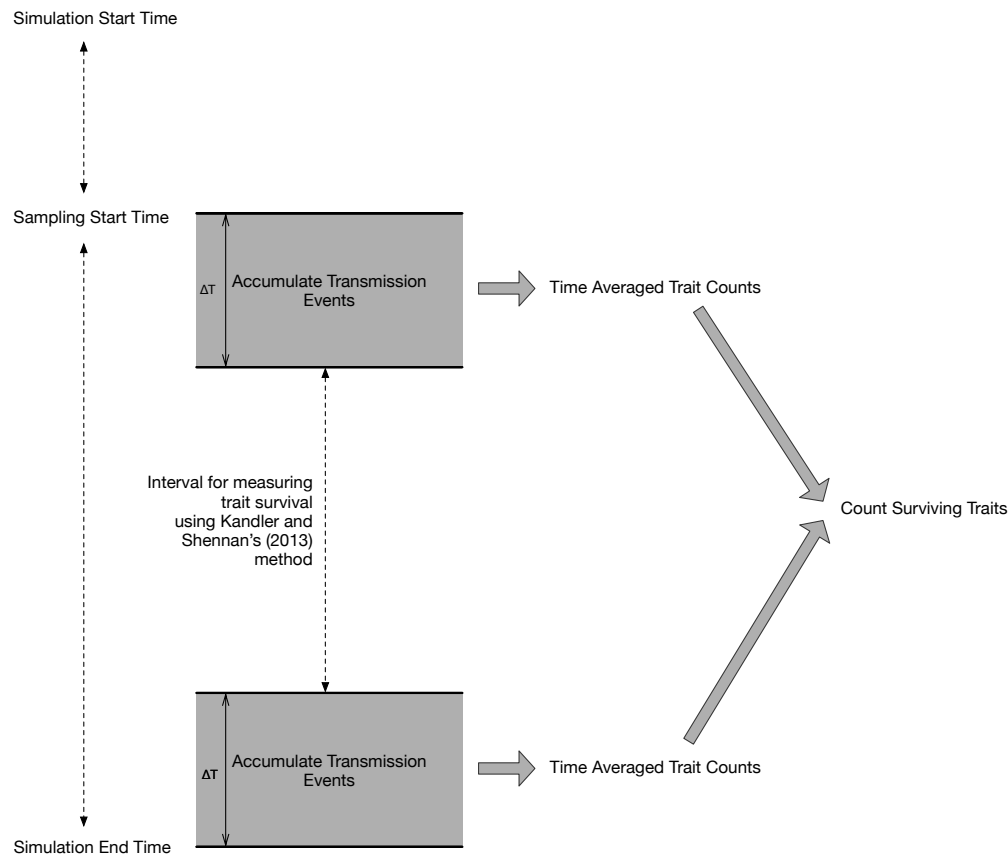 Simulation Start Time
Sampling Start Time
ΔT
Accumulate Transmission
Events
Time Averaged Trait Counts
Interval for measuring
trait survival
using Kandler and
Shennan's (2013)
method
Count Surviving Traits
ΔT
Accumulate Transmission
Events
Time Averaged Trait Counts
Simulation End Time